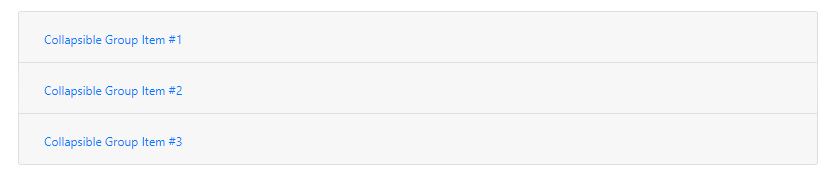 Collapsible Group Item #1
Collapsible Group Item #2
Collapsible Group Item #3